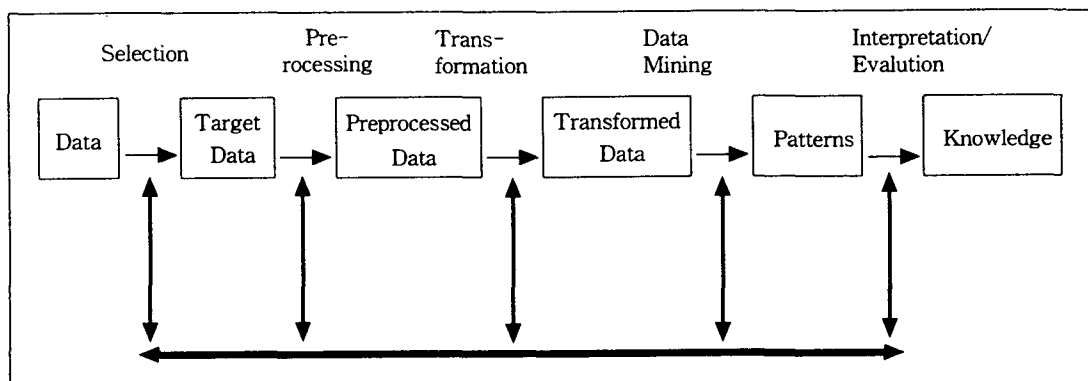 Selection
Pre-
rocessing
Trans-
formation
Data
Mining
Interpretation/
Evalution
Data
Target
Data
Preprocessed
Data
Transformed
Data
Patterns
Knowledge